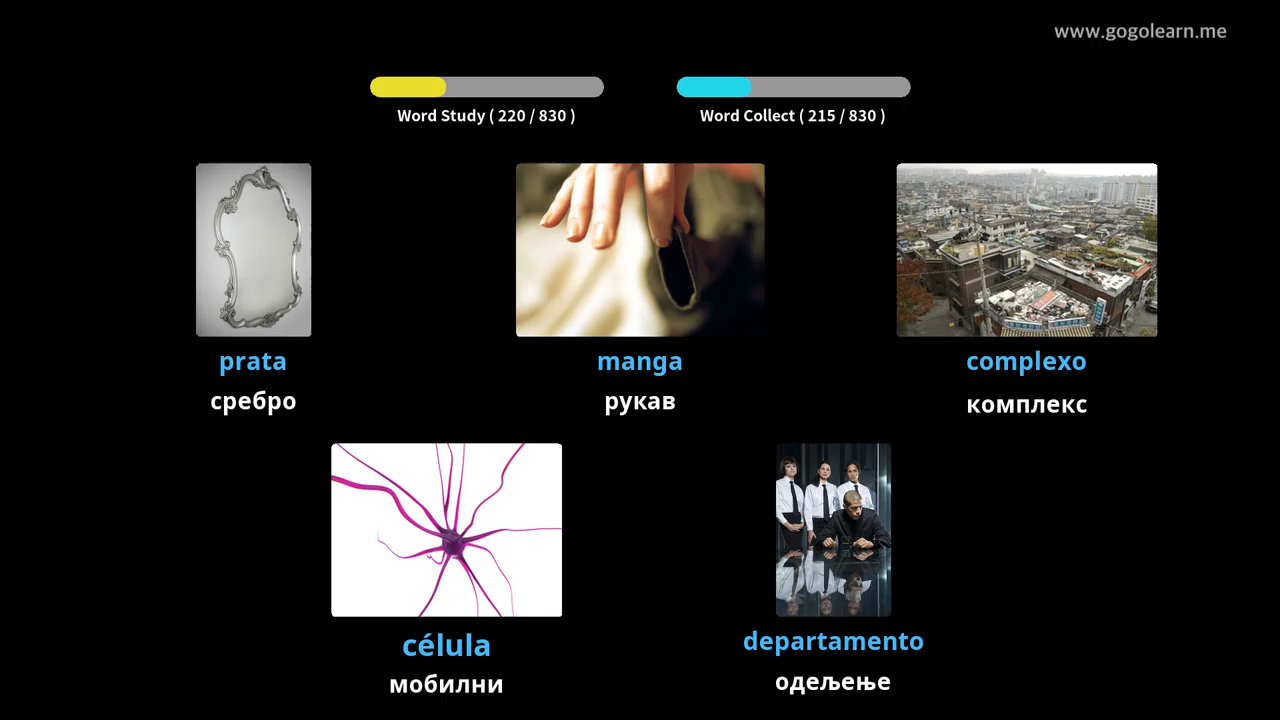 www.gogolearn.me
Word Study ( 220 / 830 )
Word Collect ( 215 / 830 )
prata
сребро
manga
рукав
complexo
комплекс
célula
мобилни
departamento
одељење